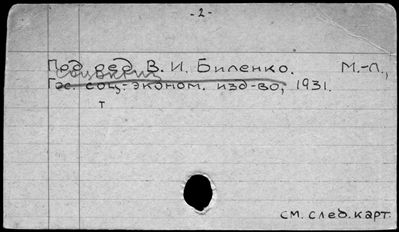 - 2 -
Под ред. В. И. Биленко. М.-Л.,
Гос. соц.-эконом. изд-во, 1931.
т
см. след. карт.